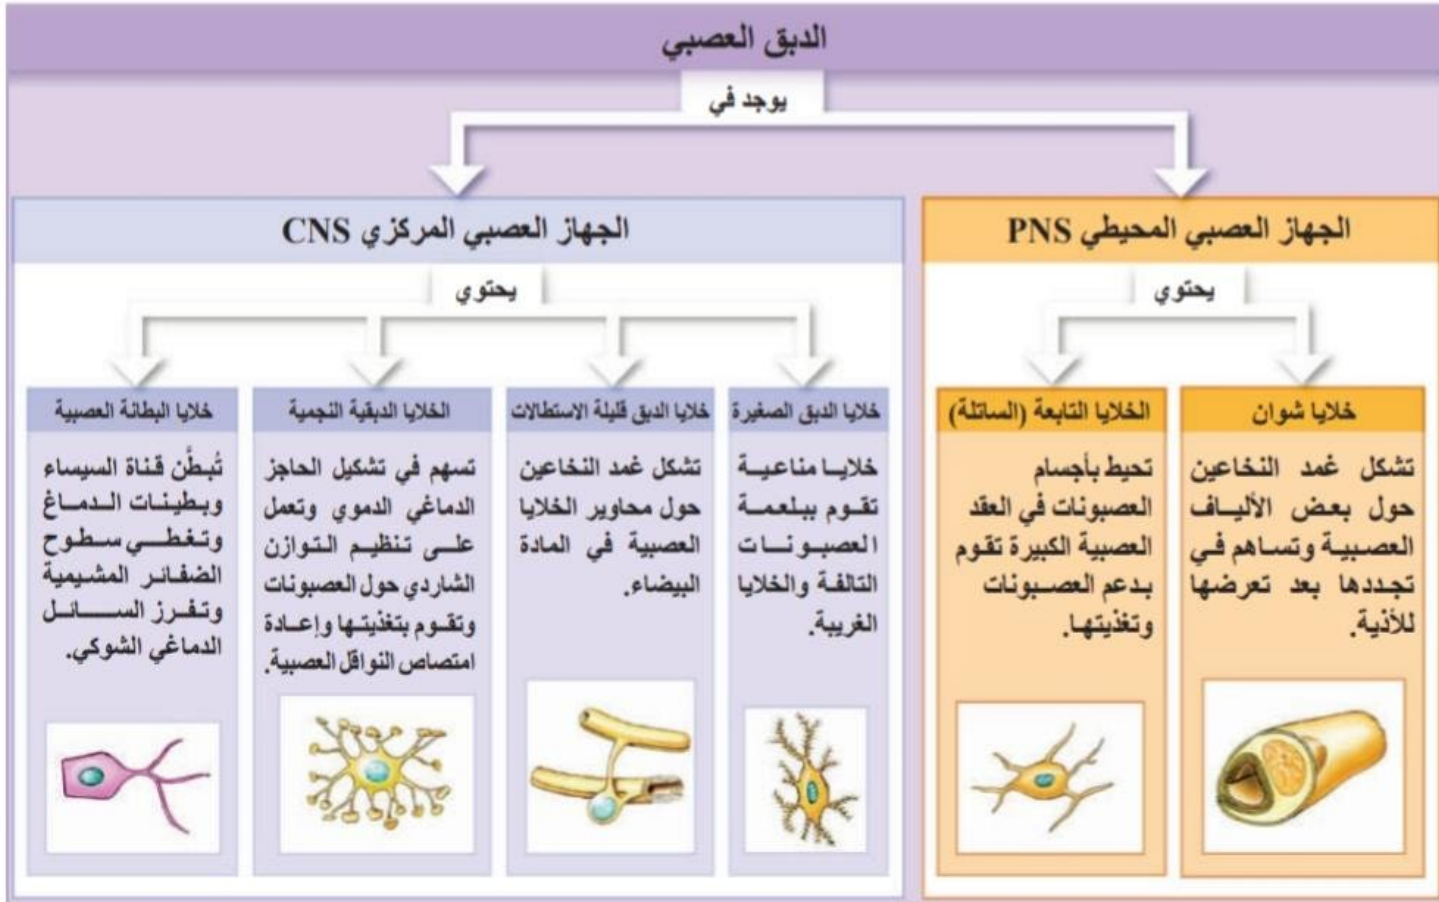 الدبق العصبي
يوجد في
الجهاز العصبي المحيطي PNS
يحتوي
خلايا شوان
تشكل غمد النخاعين
حول بعض الألياف
العصبية وتساهم في
تجددها بعد تعرضها
للأذية.
الخلايا التابعة (الساتلة)
تحيط بأجسام
العصبونات في العقد
العصبية الكبيرة تقوم
بدعم العصبونات
وتغذيتها.
الجهاز العصبي المركزي CNS
يحتوي
خلايا الدبق الصغيرة
خلايا مناعية
تقوم ببلعمة
العصبونات
التالفة والخلايا
الغريبة.
خلايا الدبق قليلة الاستطالات
تشكل غمد النخاعين
حول محاوير الخلايا
العصبية في المادة
البيضاء.
الخلايا الدبقية النجمية
تسهم في تشكيل الحاجز
الدماغي الدموي وتعمل
على تنظيم التوازن
الشاردي حول العصبونات
وتقوم بتغذيتها وإعادة
امتصاص النواقل العصبية.
خلايا البطانة العصبية
تُبطَّن قناة السيساء
وبطينات الدماغ
وتغطي سطوح
الضفائر المشيمية
وتفرز السائل
الدماغي الشوكي.